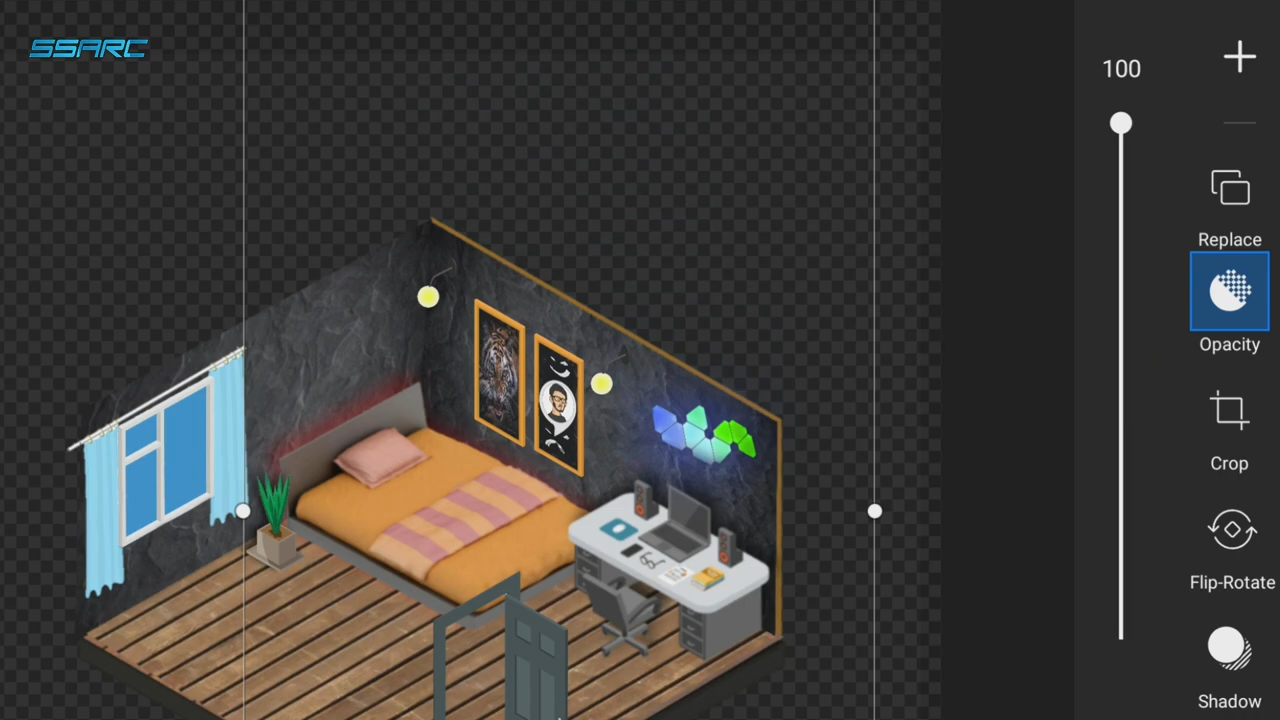 SSARC
100
Replace
Opacity
Crop
Flip-Rotate
Shadow